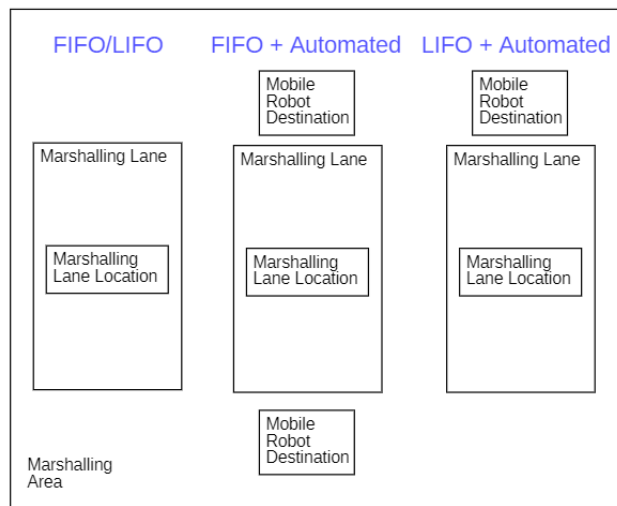 FIFO/LIFO
FIFO + Automated
LIFO + Automated
Mobile
Robot
Destination
Mobile
Robot
Destination
Marshalling Lane
Marshalling Lane
Marshalling Lane
Marshalling
Lane Location
Marshalling
Lane Location
Marshalling
Lane Location
Mobile
Robot
Destination
Marshalling
Area